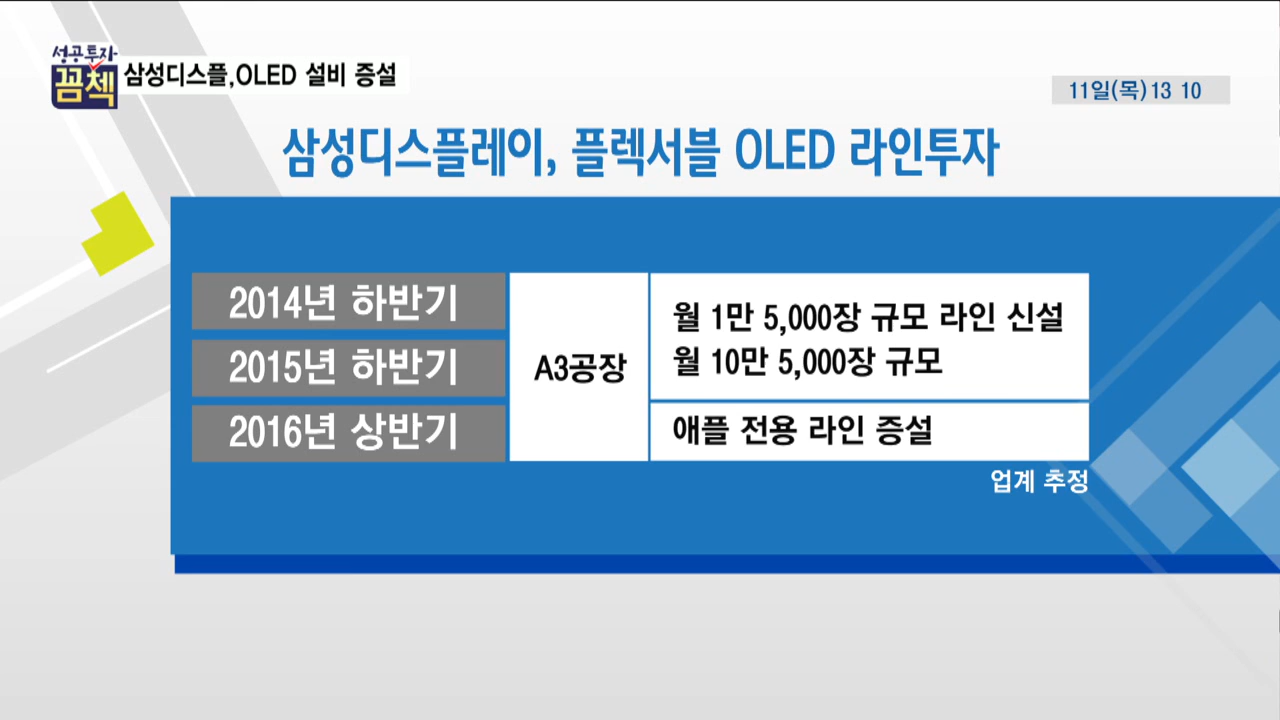 성공투자
꼼첵
삼성디스플,OLED 설비 증설
11일(목) 13 10
삼성디스플레이, 플렉서블 OLED 라인투자
2014년 하반기
2015년 하반기
2016년 상반기
A3공장
월 1만 5,000장 규모 라인 신설
월 10만 5,000장 규모
애플 전용 라인 증설
업계 추정